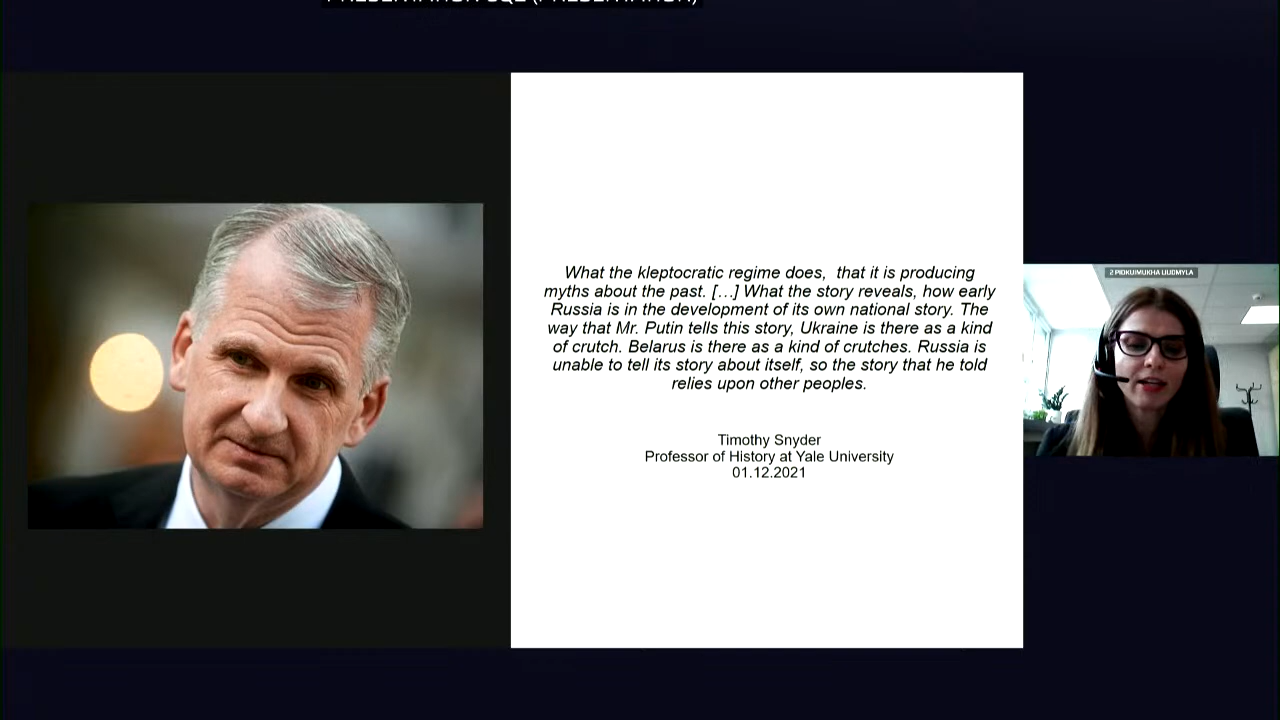 2 PIDKUIMUKHA LIUDMYLA
What the kleptocratic regime does,  that it is producing
myths about the past. […] What the story reveals, how early
Russia is in the development of its own national story. The
way that Mr. Putin tells this story, Ukraine is there as a kind
of crutch. Belarus is there as a kind of crutches. Russia is
unable to tell its story about itself, so the story that he told
relies upon other peoples.
Timothy Snyder
Professor of History at Yale University
01.12.2021